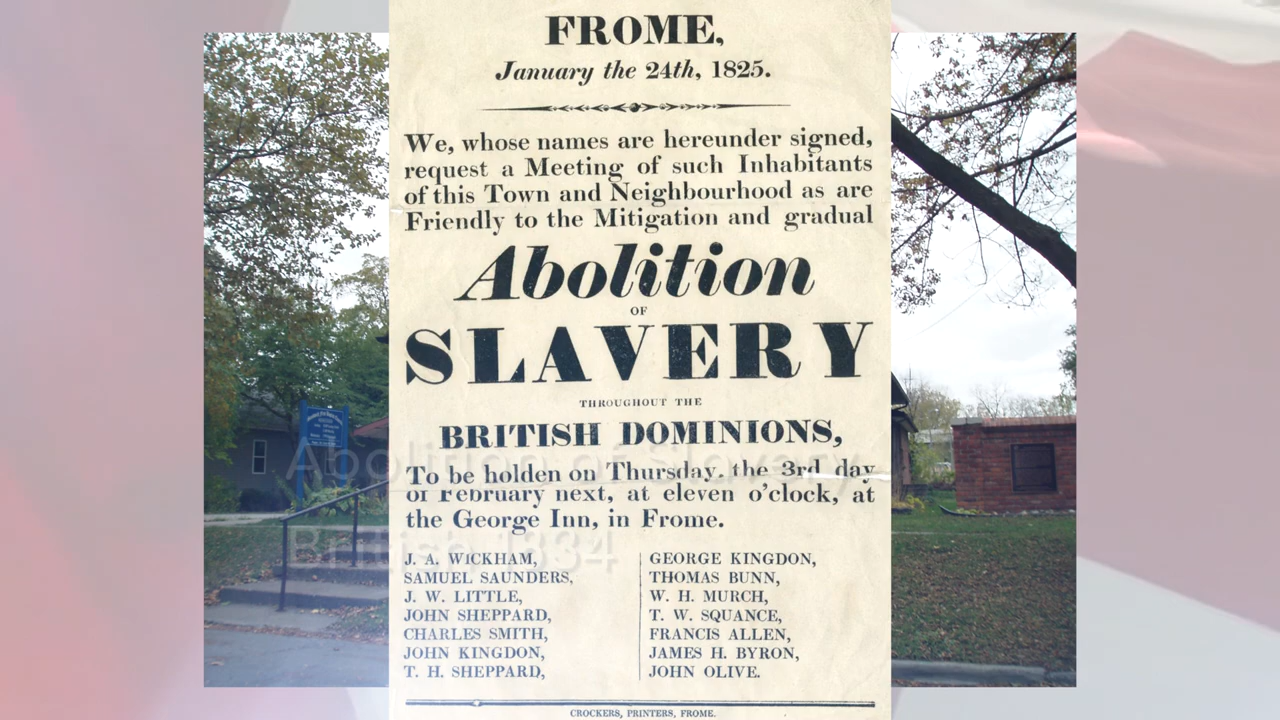 FROME,
January the 24th, 1825.
We, whose names are hereunder signed,
request a Meeting of such Inhabitants
of this Town and Neighbourhood as are
Friendly to the Mitigation and gradual
Abolition
OF
SLAVERY
THROUGHOUT THE
BRITISH DOMINIONS,
To be holden on Thursday, the 3rd day
of February next, at eleven o'clock, at
the George Inn, in Frome.
J. A. WICKHAM,
SAMUEL SAUNDERS,
J. W. LITTLE,
JOHN SHEPPARD,
CHARLES SMITH,
JOHN KINGDON,
T. H. SHEPPARD,
GEORGE KINGDON,
THOMAS BUNN,
W. H. MURCH,
T. W. SQUANCE,
FRANCIS ALLEN,
JAMES H. BYRON,
JOHN OLIVE.
CROCKERS, PRINTERS, FROME.
Abolition of Slavery
British 1834